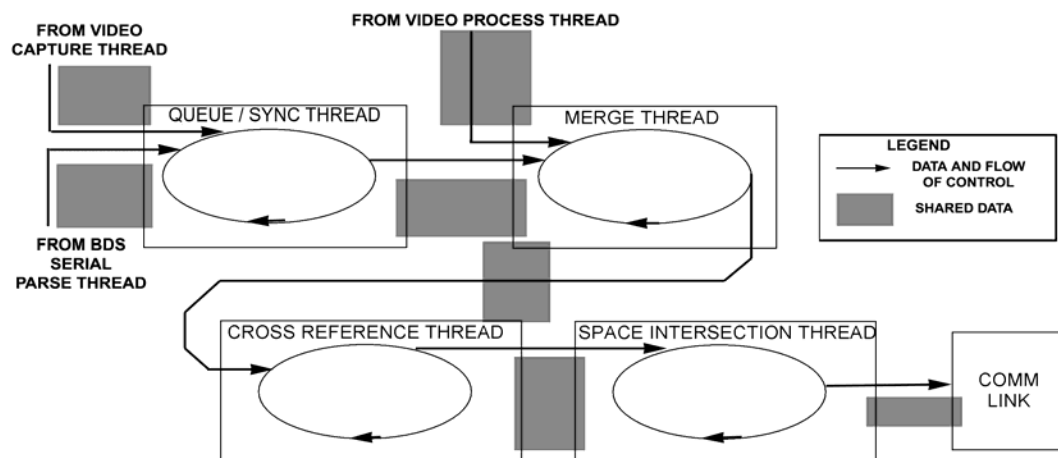 FROM VIDEO
CAPTURE THREAD
FROM VIDEO PROCESS THREAD
QUEUE / SYNC THREAD
MERGE THREAD
LEGEND
DATA AND FLOW
OF CONTROL
SHARED DATA
FROM BDS
SERIAL
PARSE THREAD
CROSS REFERENCE THREAD
SPACE INTERSECTION THREAD
COMM
LINK